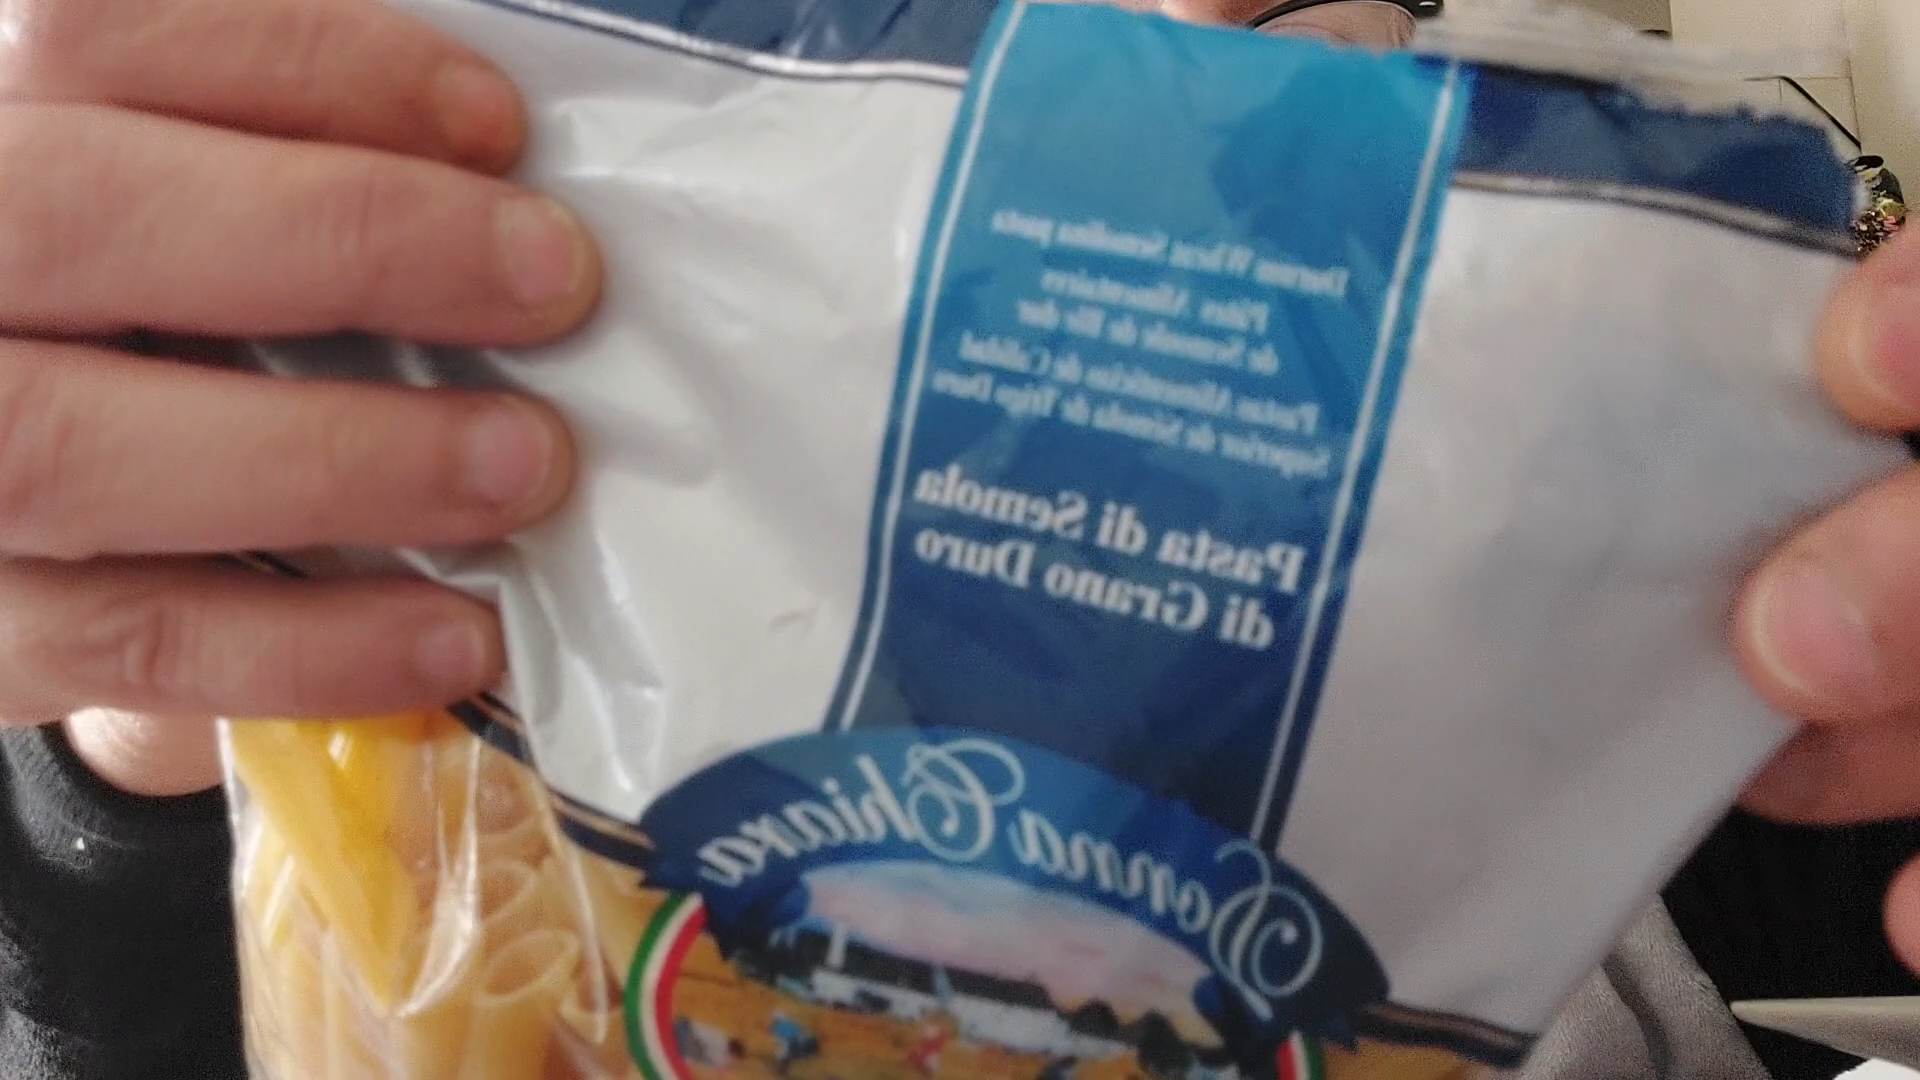 Durum Wheat Semolina pasta
Pâtes Alimentaires
de Semoule de Blé dur
Pastas Alimenticias de Calidad
Superior de Sémola de Trigo Duro
Pasta di Semola
di Grano Duro
Donna Chiara